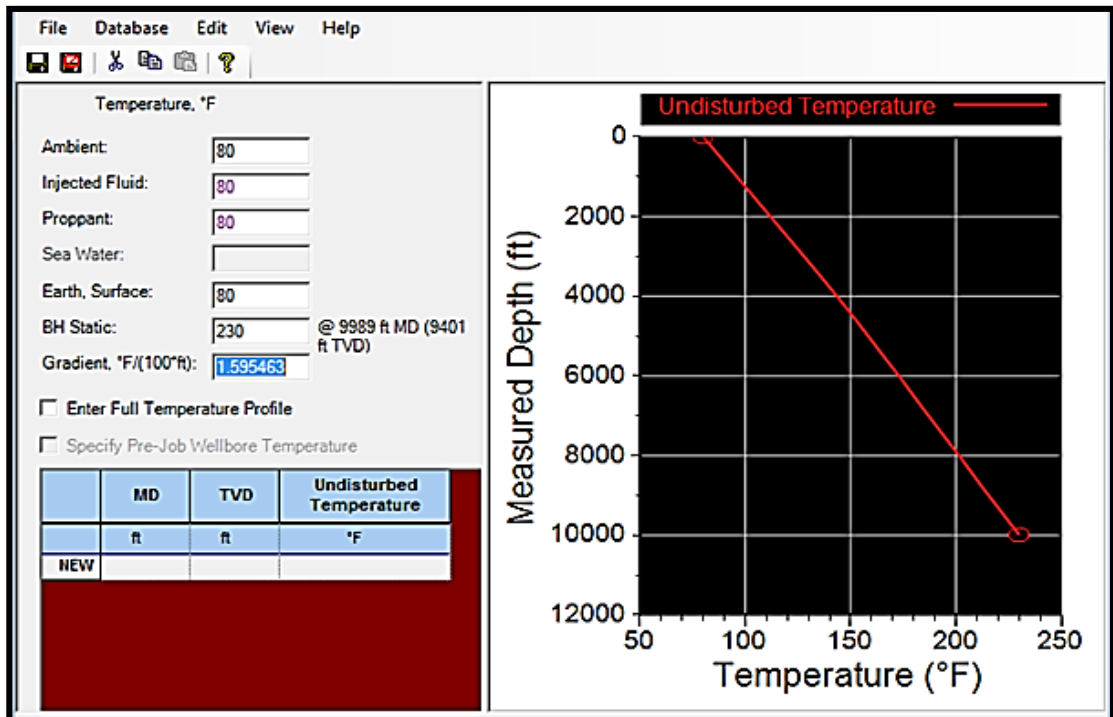 File Database Edit View Help
Temperature, °F
Ambient: 80
Injected Fluid: 80
Proppant: 80
Sea Water:
Earth, Surface: 80
BH Static: 230 @ 9989 ft MD (9401
ft TVD)
Gradient, °F/(100*ft): 1.595463
Enter Full Temperature Profile
Specify Pre-Job Wellbore Temperature
MD TVD Undisturbed
Temperature
ft ft °F
NEW
Undisturbed Temperature
Measured Depth (ft)
0
2000
4000
6000
8000
10000
12000
50 100 150 200 250
Temperature (°F)